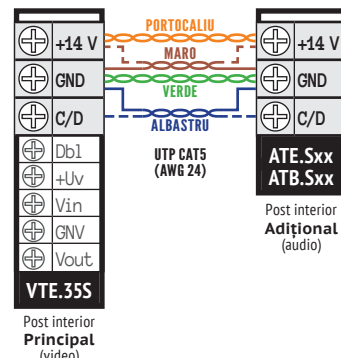 PORTOCALIU
+14 V
MARO
+14 V
GND
VERDE
GND
C/D
ALBASTRU
C/D
Dbl
+Uv
Vin
GNV
Vout
UTP CAT5
(AWG 24)
ATE.Sxx
ATB.Sxx
Post interior
Adițional
(audio)
VTE.35S
Post interior
Principal
(video)